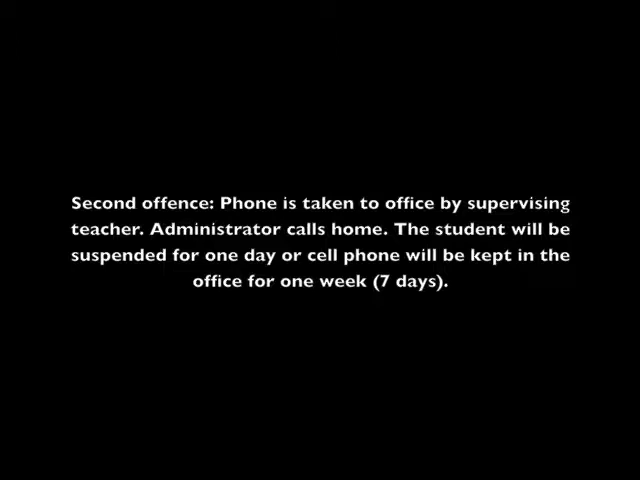 Second offence: Phone is taken to office by supervising
teacher. Administrator calls home. The student will be
suspended for one day or cell phone will be kept in the
office for one week (7 days).